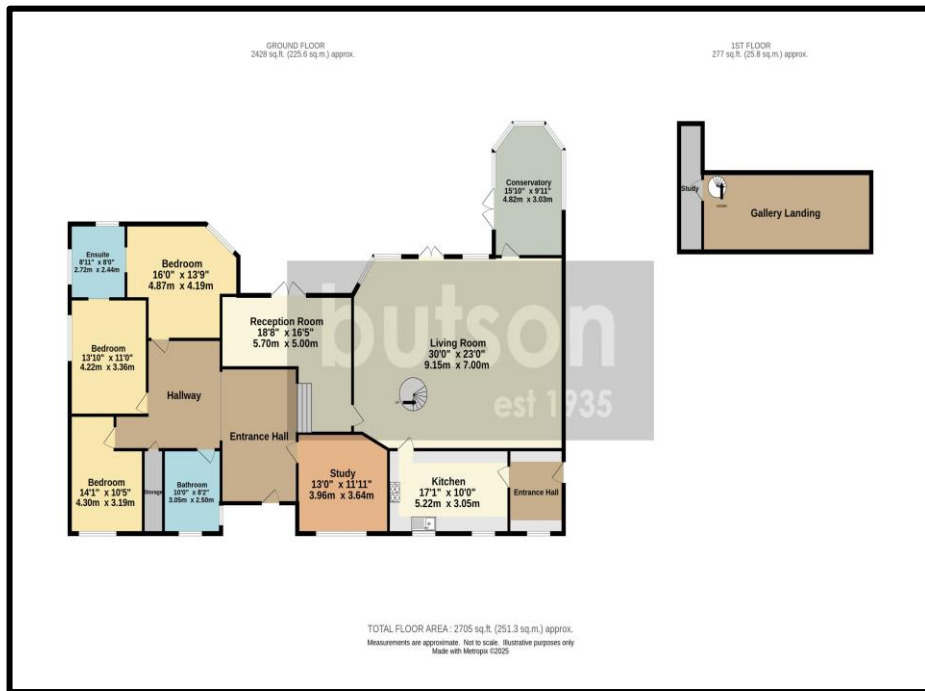 GROUND FLOOR
2428 sq.ft. (225.6 sq.m.) approx.
1ST FLOOR
277 sq.ft. (25.8 sq.m.) approx.
Conservatory
15'10" x 9'11"
4.82m x 3.03m
Study
Gallery Landing
Ensuite
8'11" x 8'0"
2.72m x 2.44m
Bedroom
16'0" x 13'9"
4.87m x 4.19m
butson
est 1935
Reception Room
18'8" x 16'5"
5.70m x 5.00m
Living Room
30'0" x 23'0"
9.15m x 7.00m
Bedroom
13'10" x 11'0"
4.22m x 3.36m
Hallway
Entrance Hall
Bedroom
14'1" x 10'5"
4.30m x 3.19m
Storage
Bathroom
10'0" x 8'2"
3.05m x 2.50m
Study
13'0" x 11'11"
3.96m x 3.64m
Kitchen
17'1" x 10'0"
5.22m x 3.05m
Entrance Hall
TOTAL FLOOR AREA : 2705 sq.ft. (251.3 sq.m.) approx.
Measurements are approximate. Not to scale. Illustrative purposes only
Made with Metropix ©2025